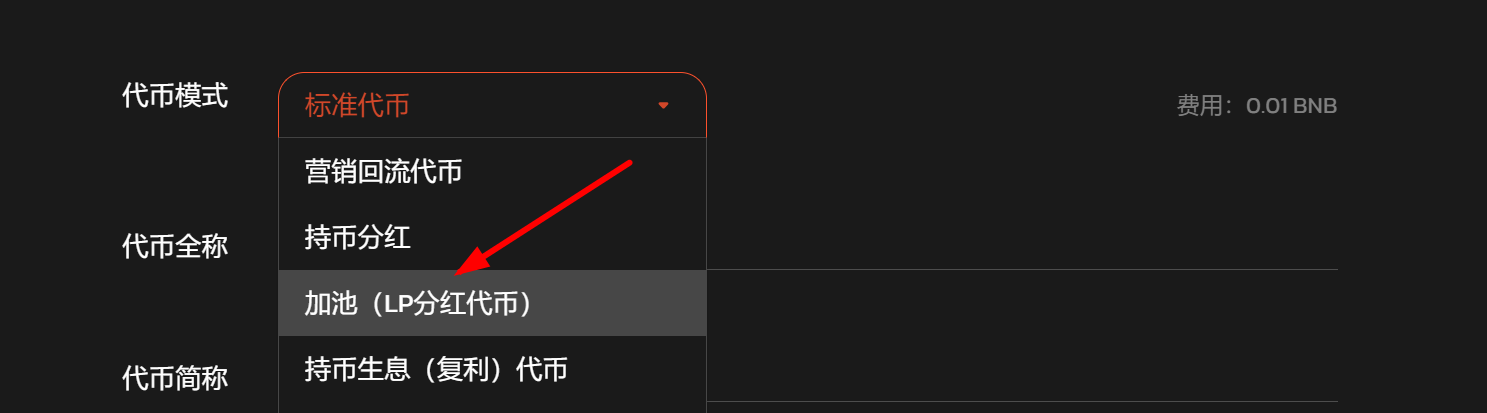 代币模式
标准代币
费用：0.01 BNB
营销回流代币
持币分红
代币全称
加池（LP分红代币）
持币生息（复利）代币
代币简称